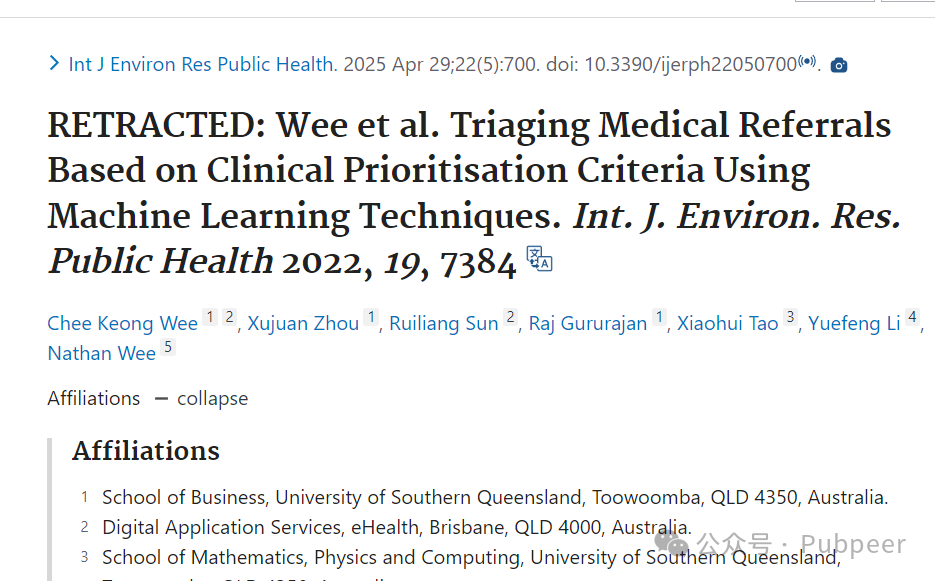 Int J Environ Res Public Health. 2025 Apr 29;22(5):700. doi: 10.3390/ijerph22050700.
RETRACTED: Wee et al. Triaging Medical Referrals
Based on Clinical Prioritisation Criteria Using
Machine Learning Techniques. Int. J. Environ. Res.
Public Health 2022, 19, 7384
Chee Keong Wee 1 2, Xujuan Zhou 1, Ruiliang Sun 2, Raj Gururajan 1, Xiaohui Tao 3, Yuefeng Li 4,
Nathan Wee 5
Affiliations — collapse
Affiliations
1 School of Business, University of Southern Queensland, Toowoomba, QLD 4350, Australia.
2 Digital Application Services, eHealth, Brisbane, QLD 4000, Australia.
3 School of Mathematics, Physics and Computing, University of Southern Queensland,
公众号 · Pubpeer